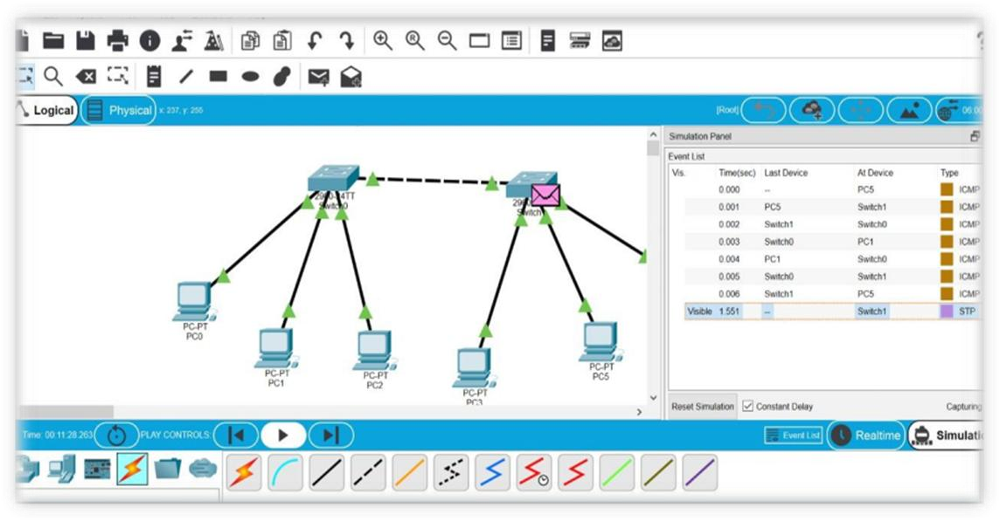 Logical
Physical
x: 237, y: 255
[Root]
06:00
Simulation Panel
Event List
Vis. Time(sec) Last Device At Device Type
0.000 -- PC5 ICMP
0.001 PC5 Switch1 ICMP
0.002 Switch1 Switch0 ICMP
0.003 Switch0 PC1 ICMP
0.004 PC1 Switch0 ICMP
0.005 Switch0 Switch1 ICMP
0.006 Switch1 PC5 ICMP
Visible 1.551 -- Switch1 STP
Switch0
Switch
PC-PT
PC0
PC-PT
PC1
PC-PT
PC2
PC-PT
PC3
PC-PT
PC5
Reset Simulation
Constant Delay
Capturing
Time: 00:11:28.263
PLAY CONTROLS:
Event List
Realtime
Simulati